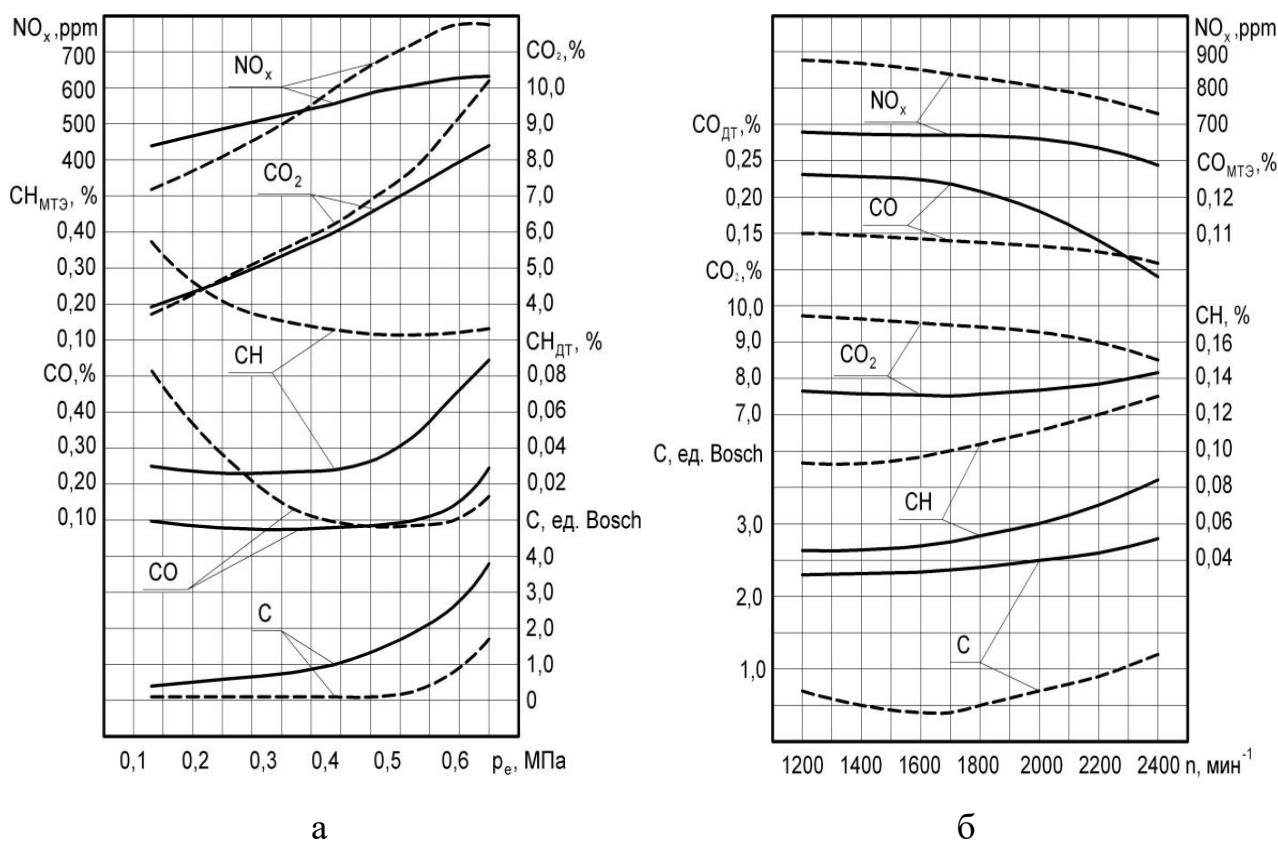 NOₓ,ppm
700
600
500
400
CHМТЭ, %
0,40
0,30
0,20
0,10
CO,%
0,40
0,30
0,20
0,10
NOₓ
CO₂
CH
CO
C
CO₂,%
10,0
9,0
8,0
7,0
6,0
5,0
4,0
CHДТ, %
0,08
0,06
0,04
0,02
C, ед. Bosch
4,0
3,0
2,0
1,0
0
0,1 0,2 0,3 0,4 0,5 0,6 pₑ, МПа
а
COДТ,%
0,25
0,20
0,15
CO₂,%
10,0
9,0
8,0
7,0
C, ед. Bosch
3,0
2,0
1,0
NOₓ
CO
CO₂
CH
C
NOₓ,ppm
900
800
700
COМТЭ,%
0,12
0,11
CH, %
0,16
0,14
0,12
0,10
0,08
0,06
0,04
1200 1400 1600 1800 2000 2200 2400 n, мин⁻¹
б